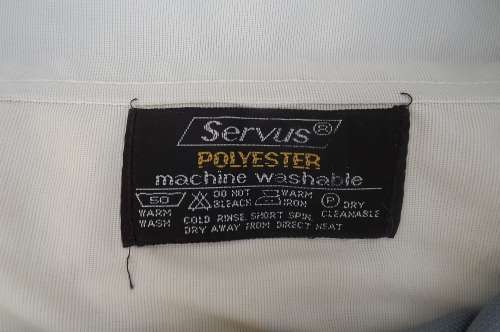 Servus®
POLYESTER
machine washable
50 WARM WASH
DO NOT BLEACH
WARM IRON
P DRY CLEANABLE
COLD RINSE. SHORT SPIN.
DRY AWAY FROM DIRECT HEAT